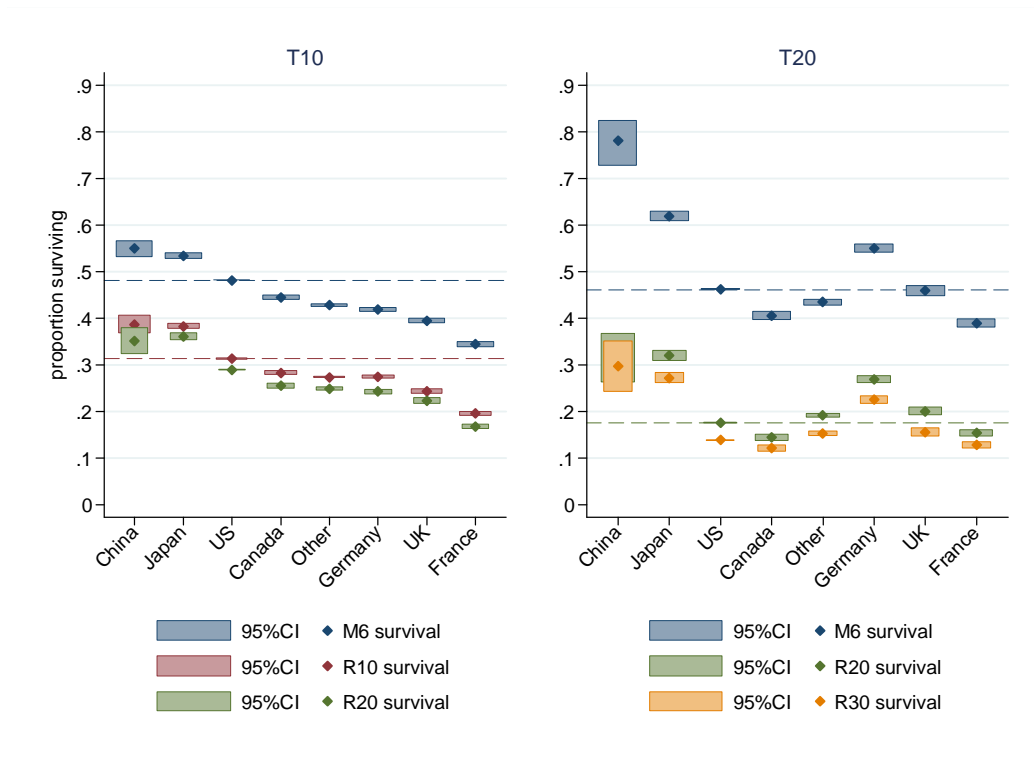 T10
T20
proportion surviving
.9
.8
.7
.6
.5
.4
.3
.2
.1
0
China
Japan
US
Canada
Other
Germany
UK
France
.9
.8
.7
.6
.5
.4
.3
.2
.1
0
China
Japan
US
Canada
Other
Germany
UK
France
95%CI M6 survival
95%CI R10 survival
95%CI R20 survival
95%CI M6 survival
95%CI R20 survival
95%CI R30 survival